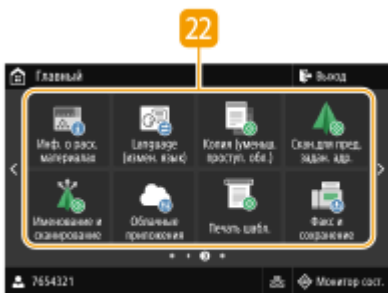 22
Главный
Выход
Инф. о расх.
материалах
Language
(измен. язык)
Копия (уменьш.
проступ. обл.)
Скан.для пред.
задан. адр.
Именование и
сканирование
Облачные
приложения
Печать шабл.
Факс и
сохранение
7654321
Монитор сост.